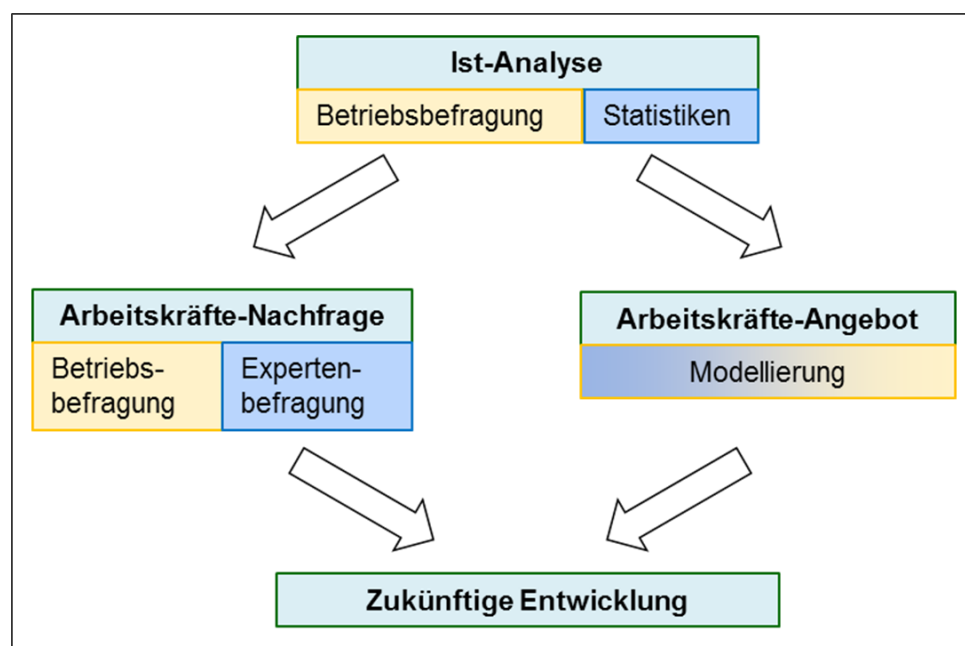 Ist-Analyse
Betriebsbefragung
Statistiken
Arbeitskräfte-Nachfrage
Betriebs-
befragung
Experten-
befragung
Arbeitskräfte-Angebot
Modellierung
Zukünftige Entwicklung